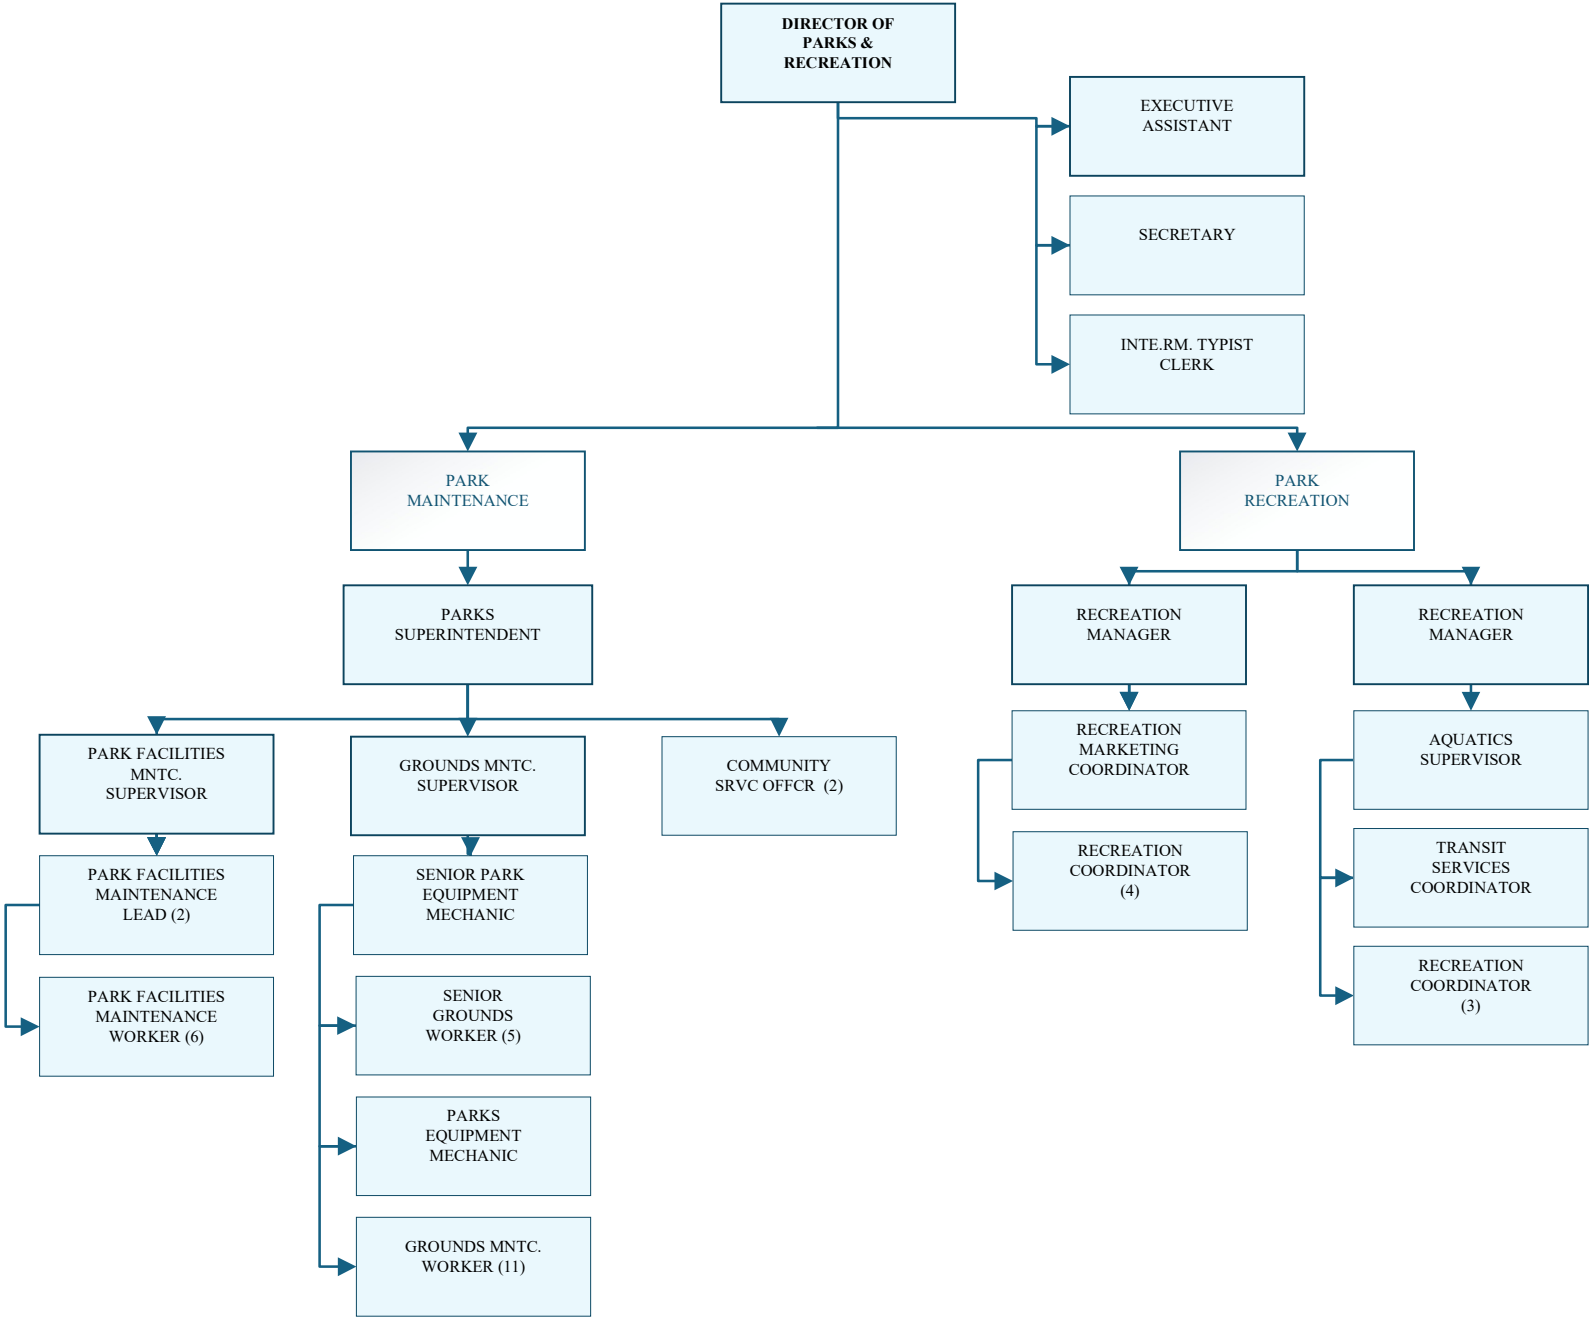 DIRECTOR OF
PARKS &
RECREATION
EXECUTIVE
ASSISTANT
SECRETARY
INTE.RM. TYPIST
CLERK
PARK
MAINTENANCE
PARK
RECREATION
PARKS
SUPERINTENDENT
RECREATION
MANAGER
RECREATION
MANAGER
PARK FACILITIES
MNTC.
SUPERVISOR
GROUNDS MNTC.
SUPERVISOR
COMMUNITY
SRVC OFFCR (2)
RECREATION
MARKETING
COORDINATOR
AQUATICS
SUPERVISOR
PARK FACILITIES
MAINTENANCE
LEAD (2)
SENIOR PARK
EQUIPMENT
MECHANIC
RECREATION
COORDINATOR
(4)
TRANSIT
SERVICES
COORDINATOR
PARK FACILITIES
MAINTENANCE
WORKER (6)
SENIOR
GROUNDS
WORKER (5)
RECREATION
COORDINATOR
(3)
PARKS
EQUIPMENT
MECHANIC
GROUNDS MNTC.
WORKER (11)